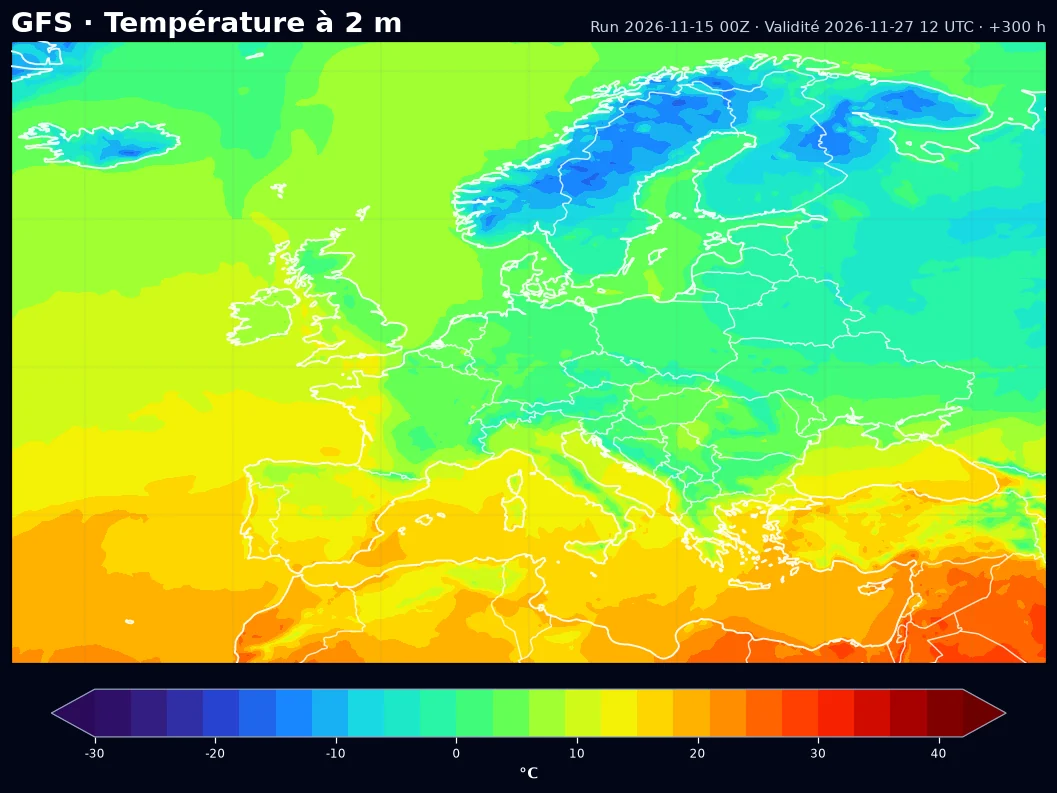 GFS · Température à 2 m
Run 2026-11-15 00Z · Validité 2026-11-27 12 UTC · +300 h
-30 -20 -10 0 10 20 30 40
°C